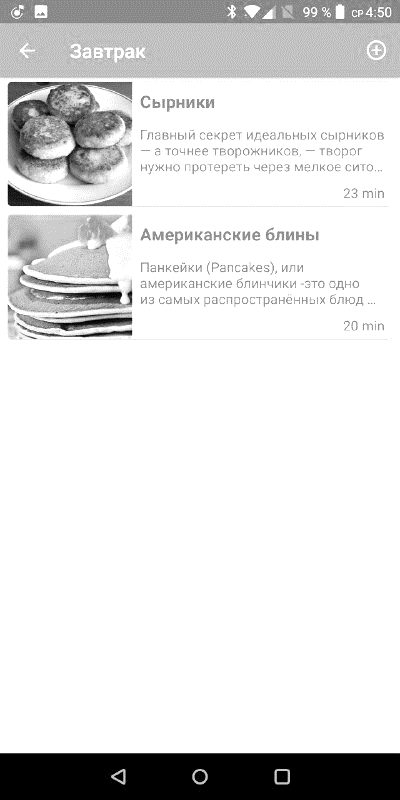 99 % ср 4:50
Завтрак
Сырники
Главный секрет идеальных сырников
— а точнее творожников, — творог
нужно протереть через мелкое сито…
23 min
Американские блины
Панкейки (Pancakes), или
американские блинчики -это одно
из самых распространённых блюд …
20 min